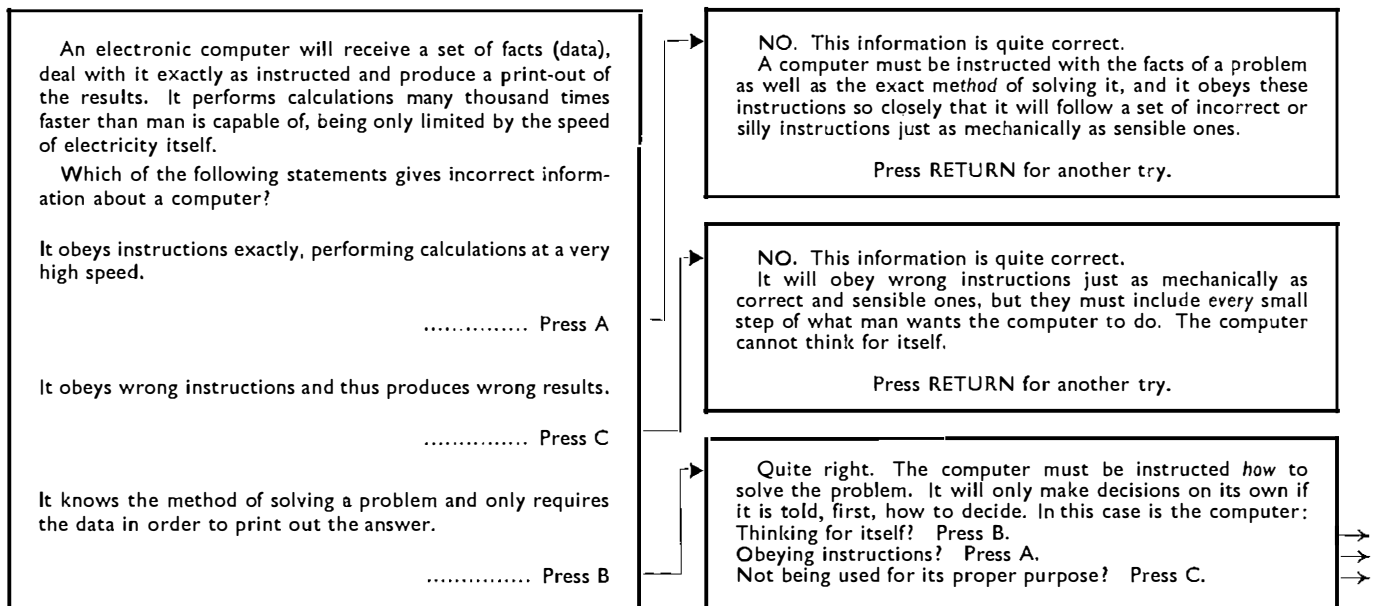 An electronic computer will receive a set of facts (data),
deal with it exactly as instructed and produce a print-out of
the results. It performs calculations many thousand times
faster than man is capable of, being only limited by the speed
of electricity itself.
Which of the following statements gives incorrect inform-
ation about a computer?
It obeys instructions exactly, performing calculations at a very
high speed.
............... Press A
It obeys wrong instructions and thus produces wrong results.
............... Press C
It knows the method of solving a problem and only requires
the data in order to print out the answer.
............... Press B
NO. This information is quite correct.
A computer must be instructed with the facts of a problem
as well as the exact method of solving it, and it obeys these
instructions so closely that it will follow a set of incorrect or
silly instructions just as mechanically as sensible ones.
Press RETURN for another try.
NO. This information is quite correct.
It will obey wrong instructions just as mechanically as
correct and sensible ones, but they must include every small
step of what man wants the computer to do. The computer
cannot think for itself.
Press RETURN for another try.
Quite right. The computer must be instructed how to
solve the problem. It will only make decisions on its own if
it is told, first, how to decide. In this case is the computer:
Thinking for itself? Press B.
Obeying instructions? Press A.
Not being used for its proper purpose? Press C.